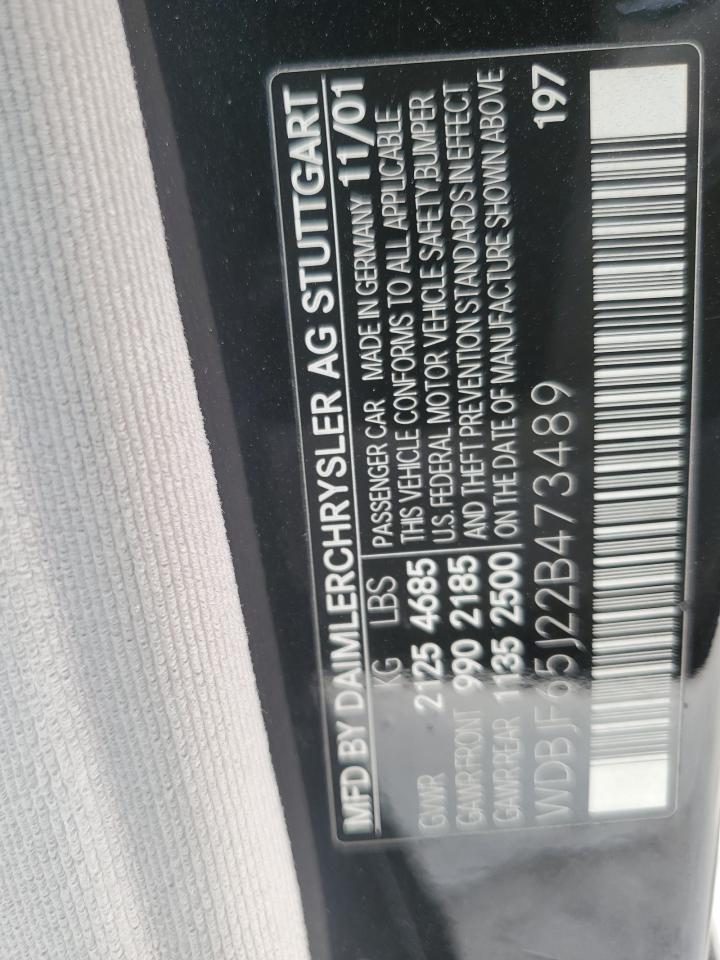 MFD BY DAIMLERCHRYSLER AG STUTTGART
KG LBS
GVWR 2125 4685
GAWR FRONT 990 2185
GAWR REAR 1135 2500
PASSENGER CAR MADE IN GERMANY 11/01
THIS VEHICLE CONFORMS TO ALL APPLICABLE
U.S. FEDERAL MOTOR VEHICLE SAFETY BUMPER
AND THEFT PREVENTION STANDARDS IN EFFECT
ON THE DATE OF MANUFACTURE SHOWN ABOVE
WDBJF65J22B473489 197